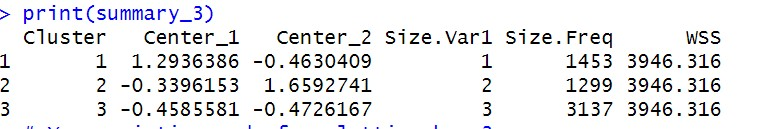 > print(summary_3)
Cluster Center_1 Center_2 Size.Var1 Size.Freq WSS
1 1 1.2936386 -0.4630409 1 1453 3946.316
2 2 -0.3396153 1.6592741 2 1299 3946.316
3 3 -0.4585581 -0.4726167 3 3137 3946.316